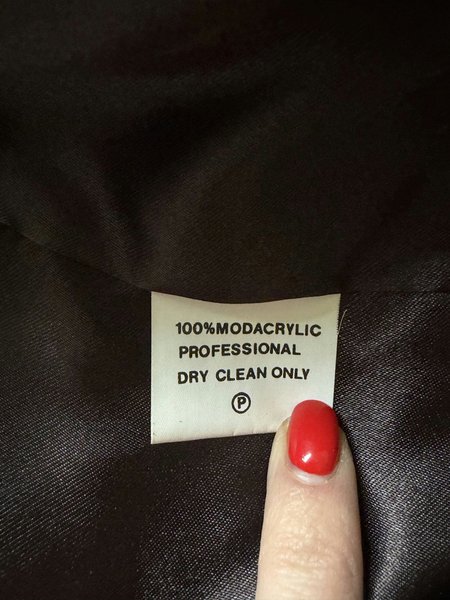 100%MODACRYLIC
PROFESSIONAL
DRY CLEAN ONLY
Ⓟ